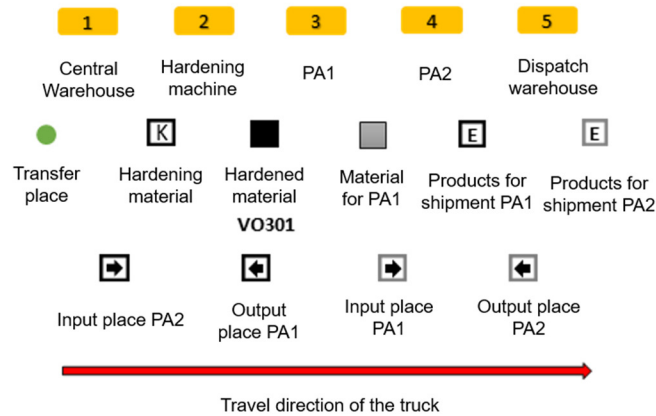 1 2 3 4 5
Central Hardening PA1 PA2 Dispatch
Warehouse machine warehouse
K E E
Transfer Hardening Hardened Material Products for Products for
place material material for PA1 shipment PA1 shipment PA2
VO301
Input place PA2 Output Input place Output place
place PA1 PA1 PA2
Travel direction of the truck